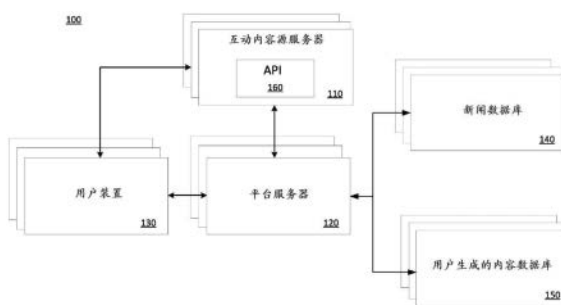 100
互动内容源服务器
API
160
110
新闻数据库
140
用户装置
130
平台服务器
120
用户生成的内容数据库
150